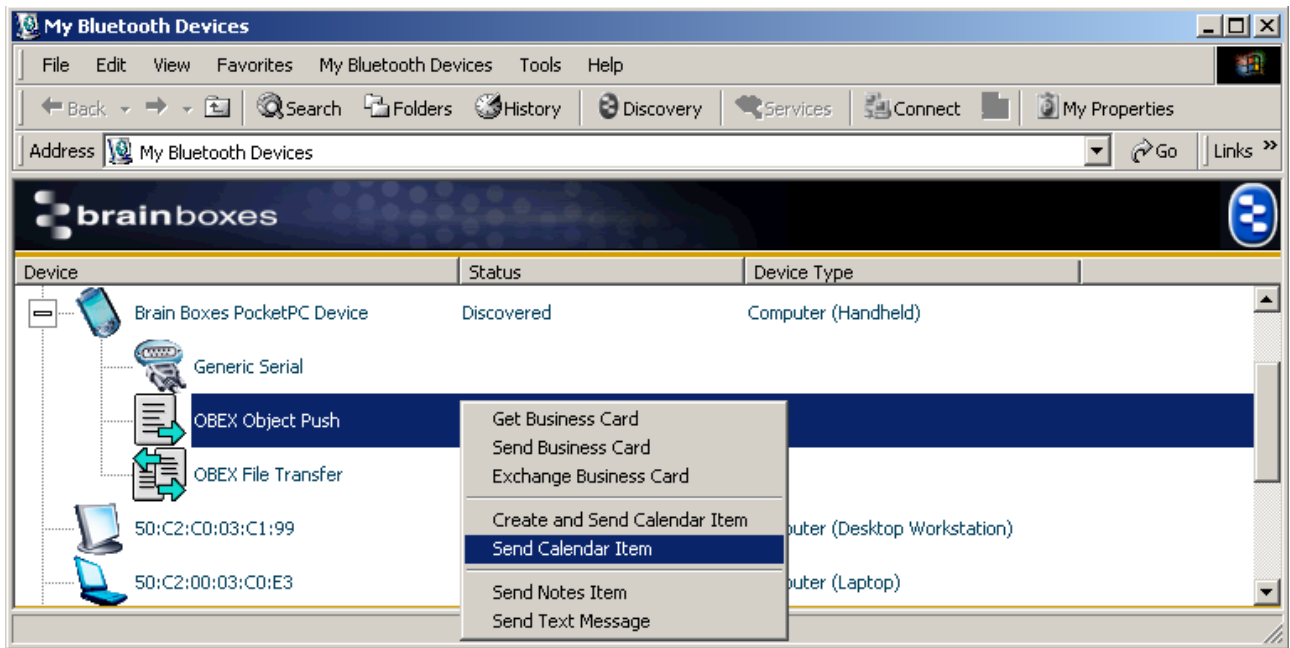 My Bluetooth Devices
File Edit View Favorites My Bluetooth Devices Tools Help
Back Search Folders History Discovery Services Connect My Properties
Address My Bluetooth Devices Go Links »
brainboxes
Device Status Device Type
Brain Boxes PocketPC Device Discovered Computer (Handheld)
Generic Serial
OBEX Object Push
Get Business Card
Send Business Card
Exchange Business Card
OBEX File Transfer
Create and Send Calendar Item
50:C2:C0:03:C1:99 (Desktop Workstation)
Send Calendar Item
50:C2:00:03:C0:E3 (Laptop)
Send Notes Item
Send Text Message